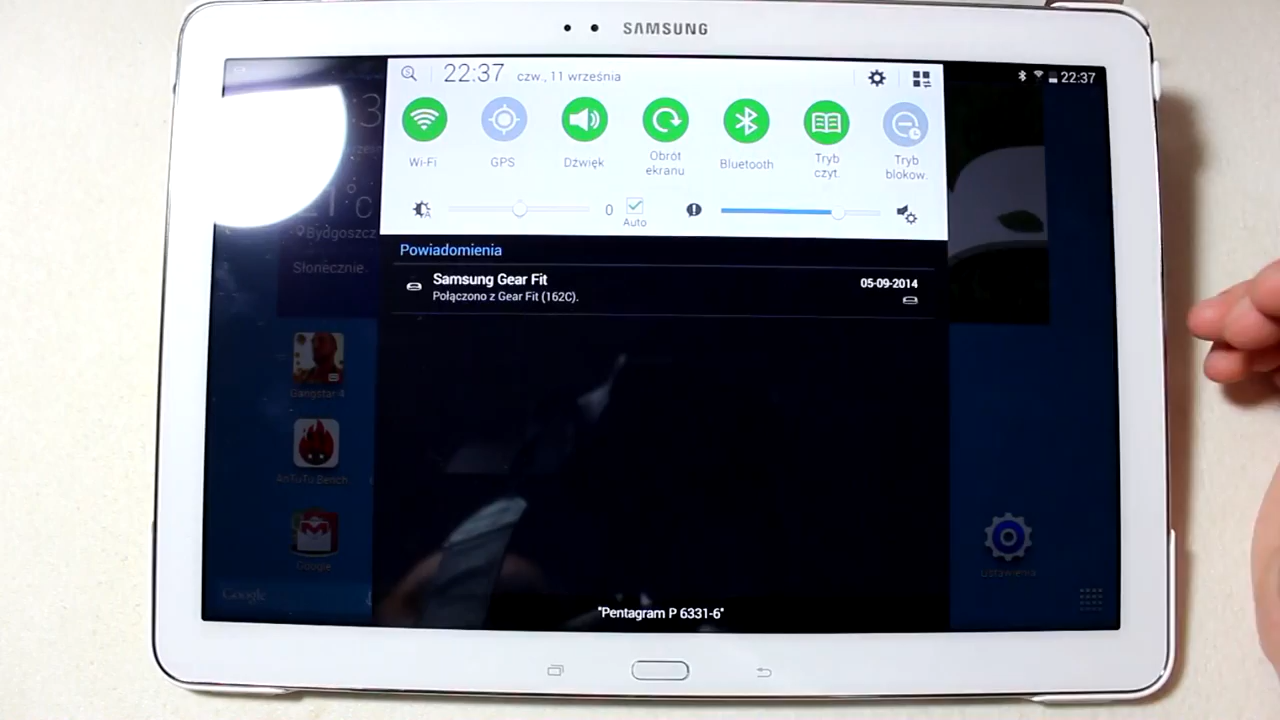 SAMSUNG
22:37 czw., 11 września
22:37
Wi-Fi
GPS
Dźwięk
Obrót
ekranu
Bluetooth
Tryb
czyt.
Tryb
blokow.
0
Auto
Bydgoszcz
Słonecznie
Powiadomienia
Samsung Gear Fit
05-09-2014
Połączono z Gear Fit (162C).
Gangstar 4
AnTuTu Bench
Google
Ustawienia
Google
"Pentagram P 6331-6"